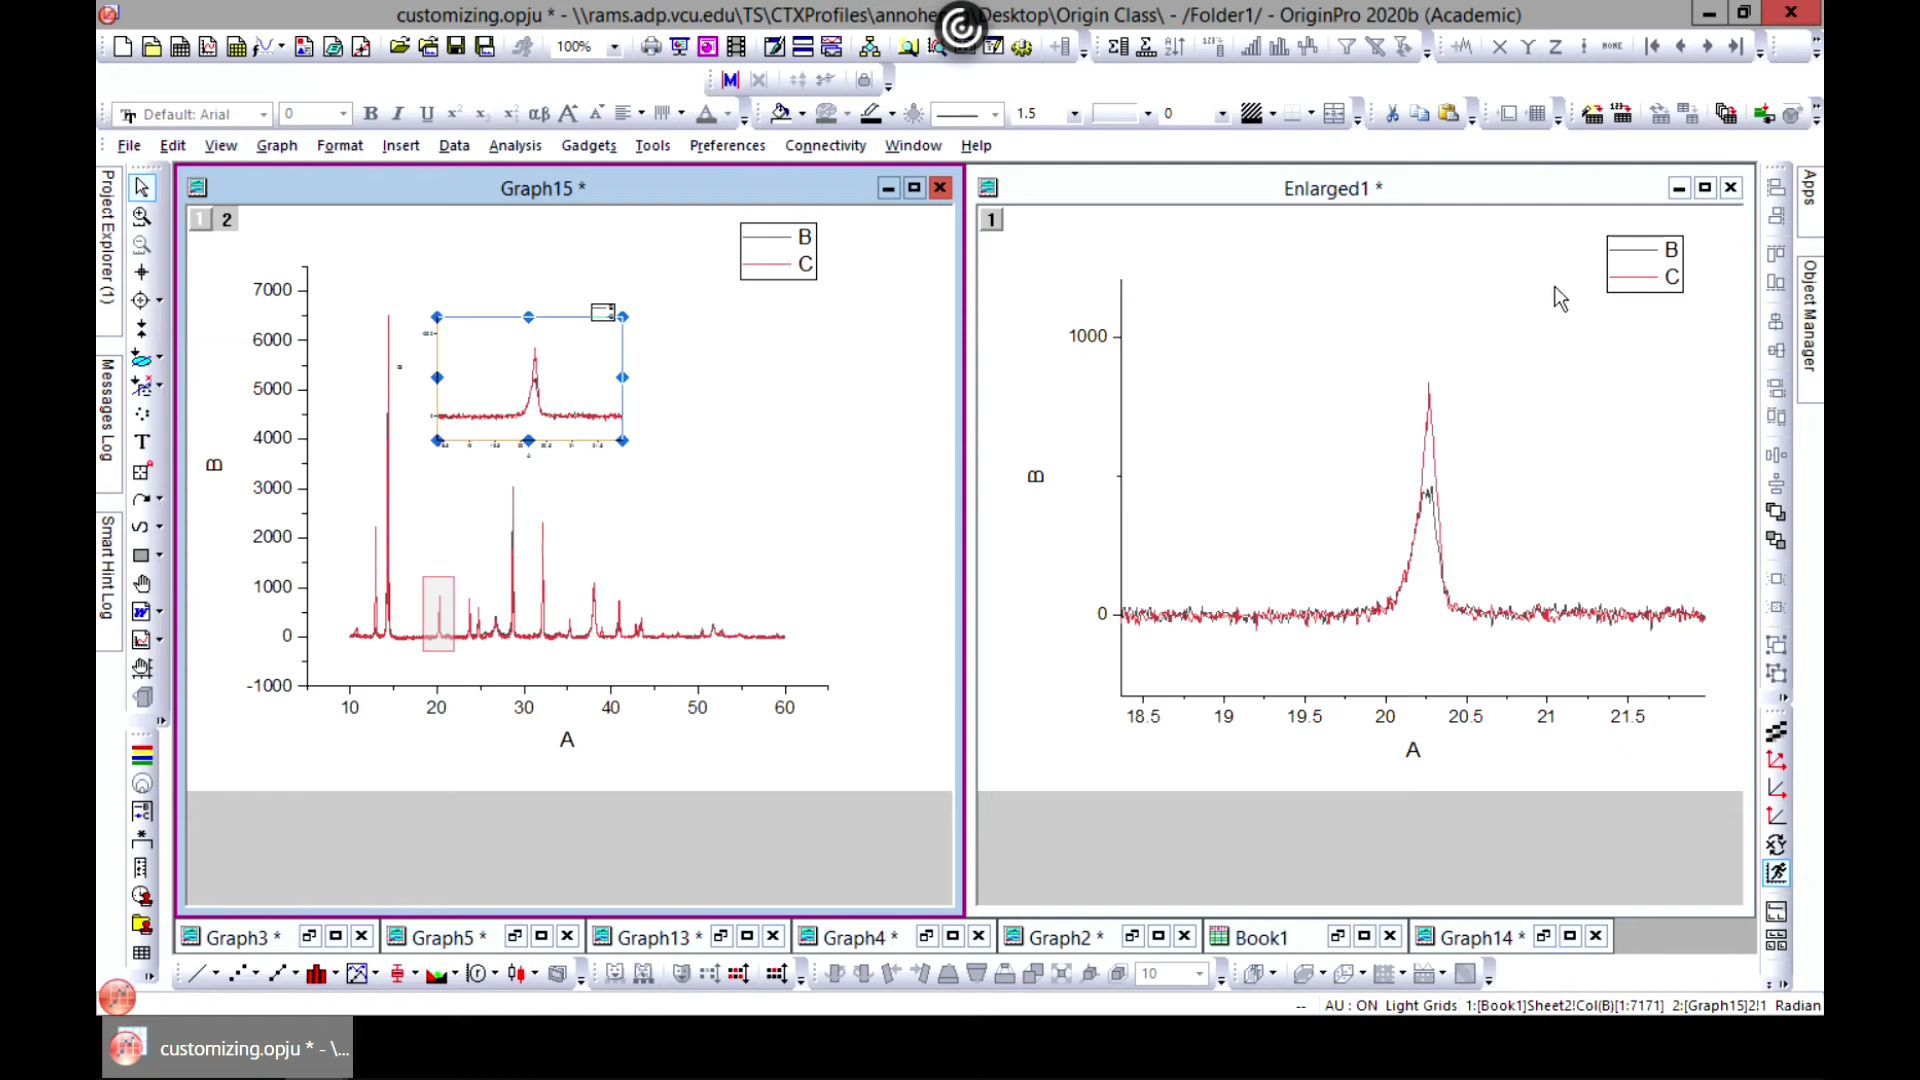 customizing.opju * - \\rams.adp.vcu.edu\TS\CTXProfiles\annohe Desktop\Origin Class\ - /Folder1/ - OriginPro 2020b (Academic)
100%
Default: Arial 0 B I U αβ A A A 1.5 0
File Edit View Graph Format Insert Data Analysis Gadgets Tools Preferences Connectivity Window Help
Project Explorer (1)
Messages Log
Smart Hint Log
Apps
Object Manager
Graph15 *
1 2
B
C
7000
6000
5000
4000
3000
2000
1000
0
-1000
B
10 20 30 40 50 60
A
Enlarged1 *
1
B
C
1000
0
B
18.5 19 19.5 20 20.5 21 21.5
A
Graph3 * Graph5 * Graph13 * Graph4 * Graph2 * Book1 Graph14 *
10
-- AU : ON Light Grids 1:[Book1]Sheet2!Col(B)[1:7171] 2:[Graph15]2!1 Radian
customizing.opju * - \...